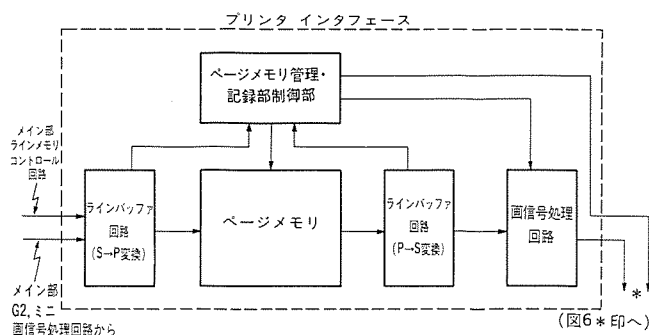 プリンタ インタフェース
ページメモリ管理・
記録部制御部
メイン部
ラインメモリ
コントロール
回路
ラインバッファ
回路
(S→P変換)
ページメモリ
ラインバッファ
回路
(P→S変換)
画信号処理
回路
メイン部
G2, ミニ
画信号処理回路から
*
(図6*印へ)